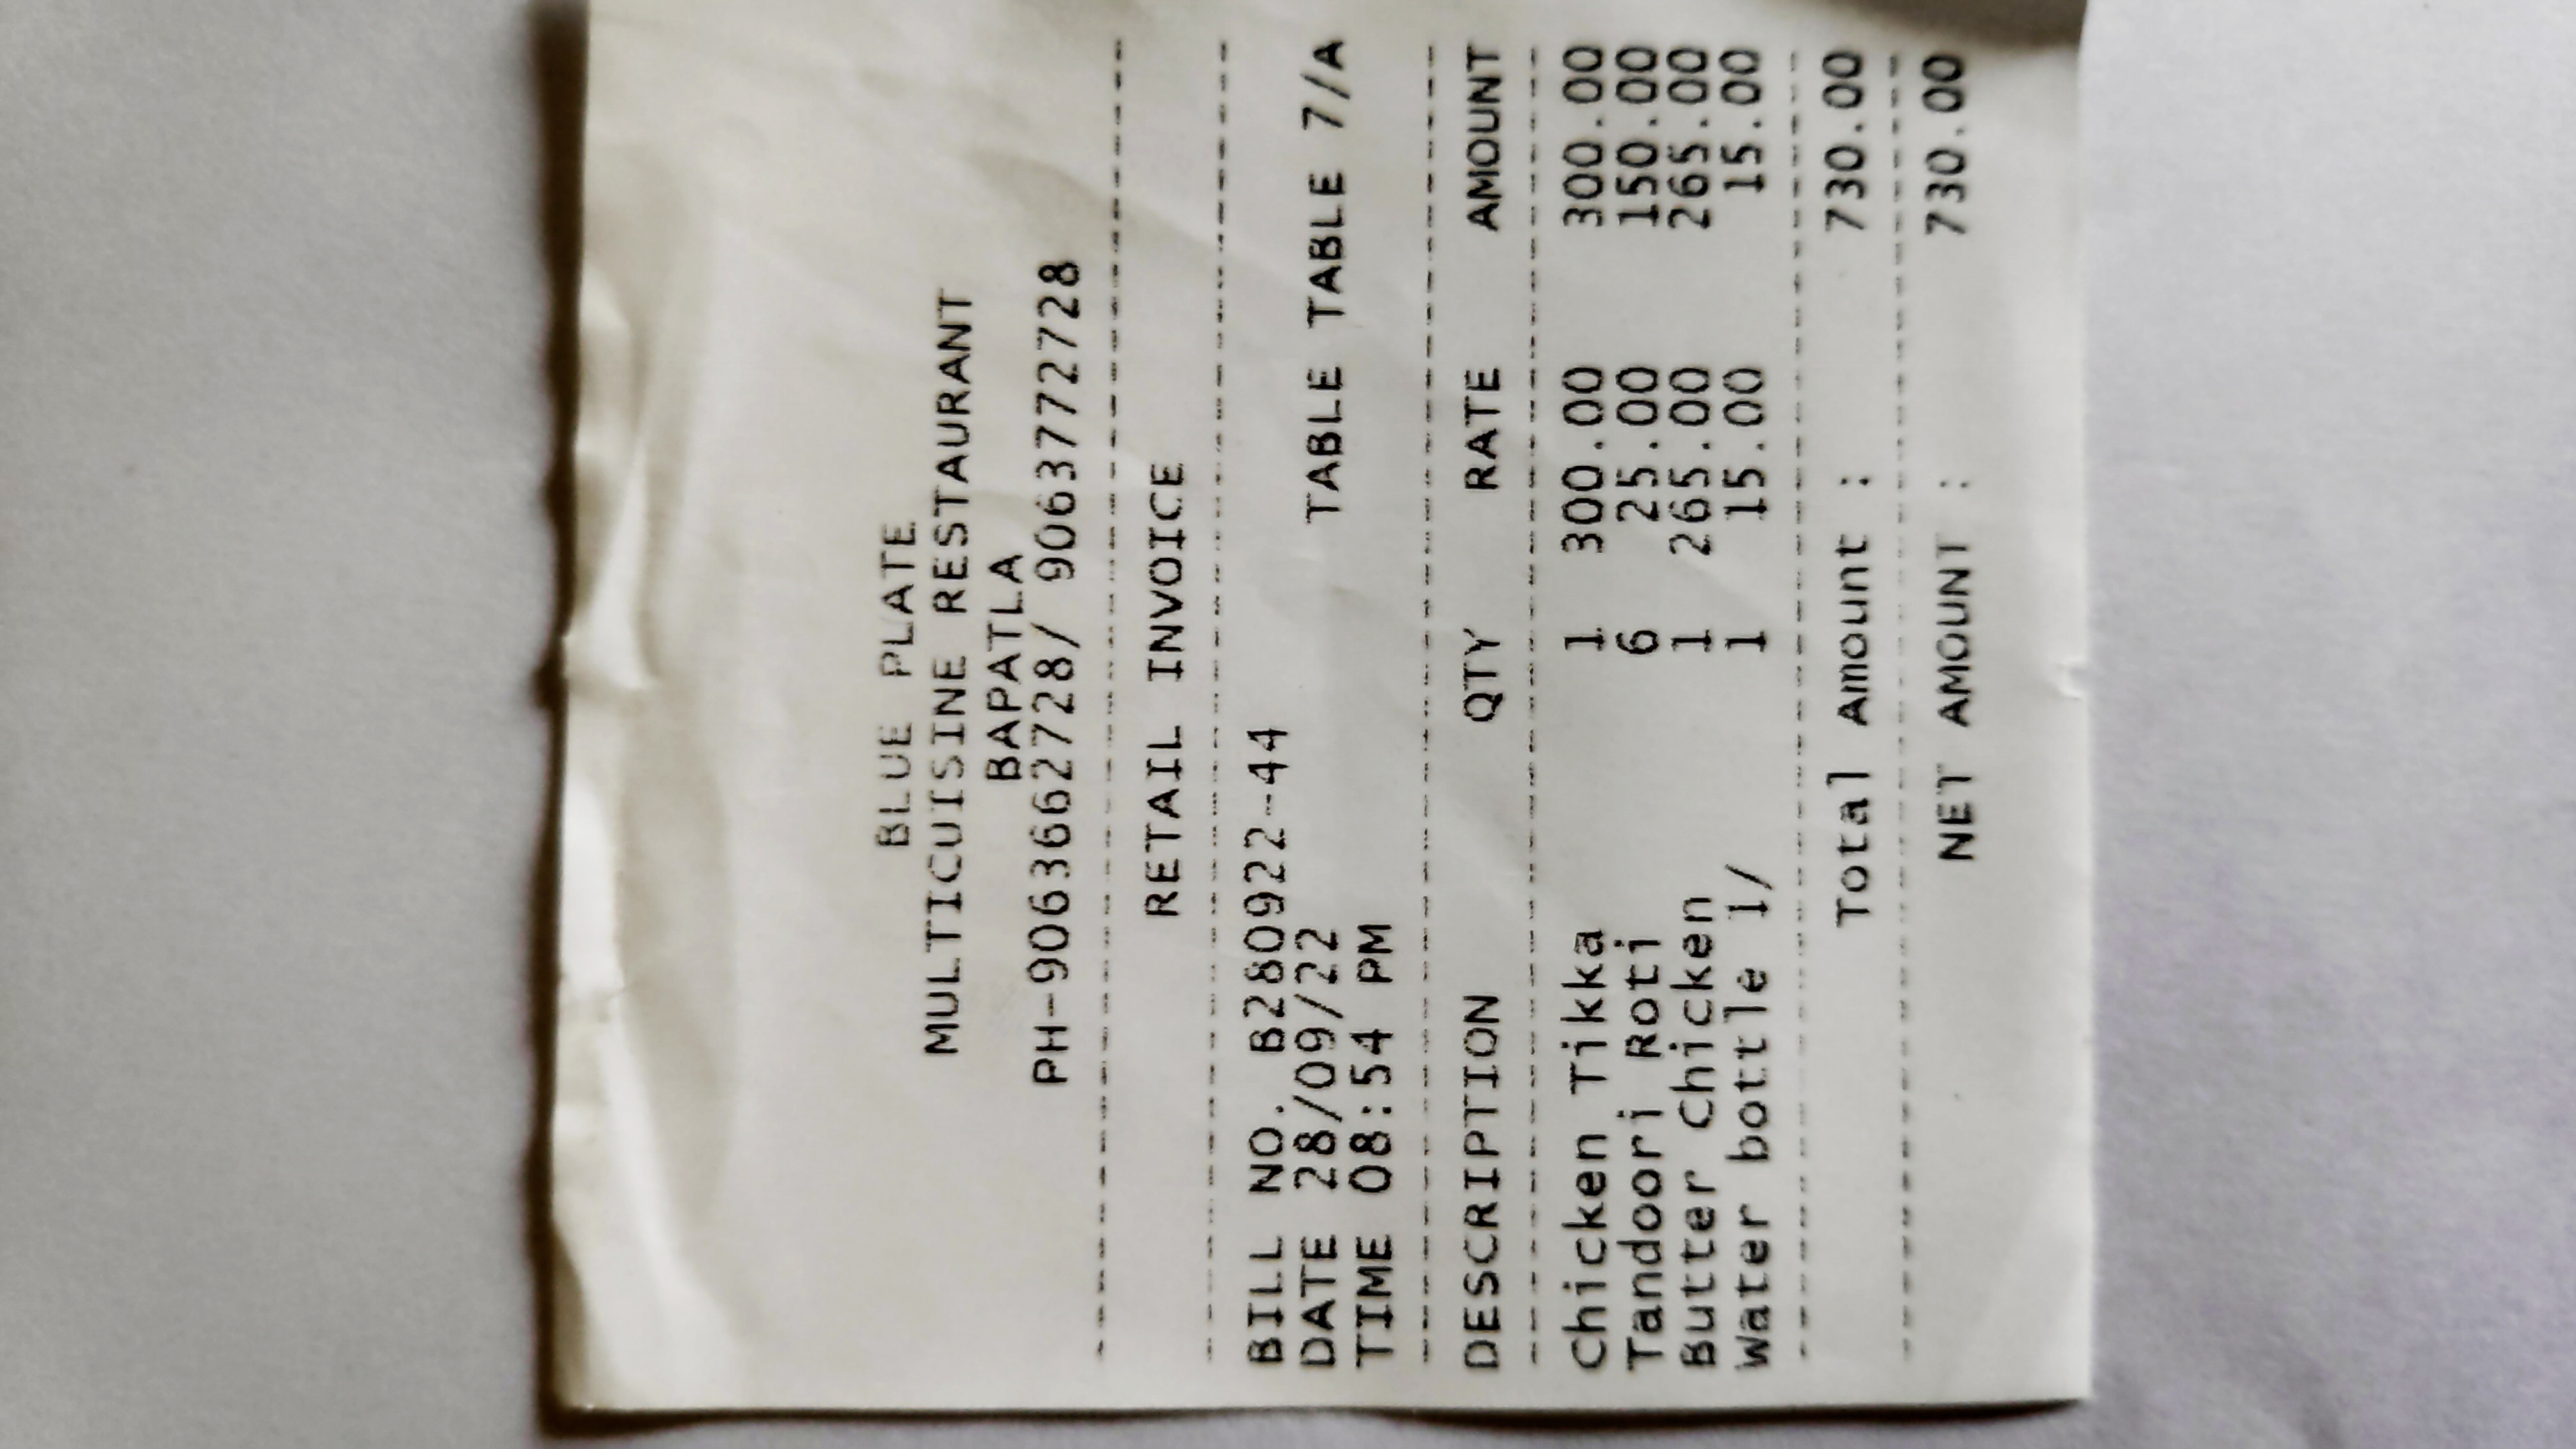 BLUE PLATE
MULTICUISINE RESTAURANT
BAPATLA
PH-9063662728/ 9063772728
RETAIL INVOICE
BILL NO. B280922-44
DATE 28/09/22 TABLE TABLE 7/A
TIME 08:54 PM
DESCRIPTION QTY RATE AMOUNT
Chicken Tikka 1 300.00 300.00
Tandoori Roti 6 25.00 150.00
Butter Chicken 1 265.00 265.00
Water bottle 1/ 1 15.00 15.00
Total Amount : 730.00
NET AMOUNT : 730.00